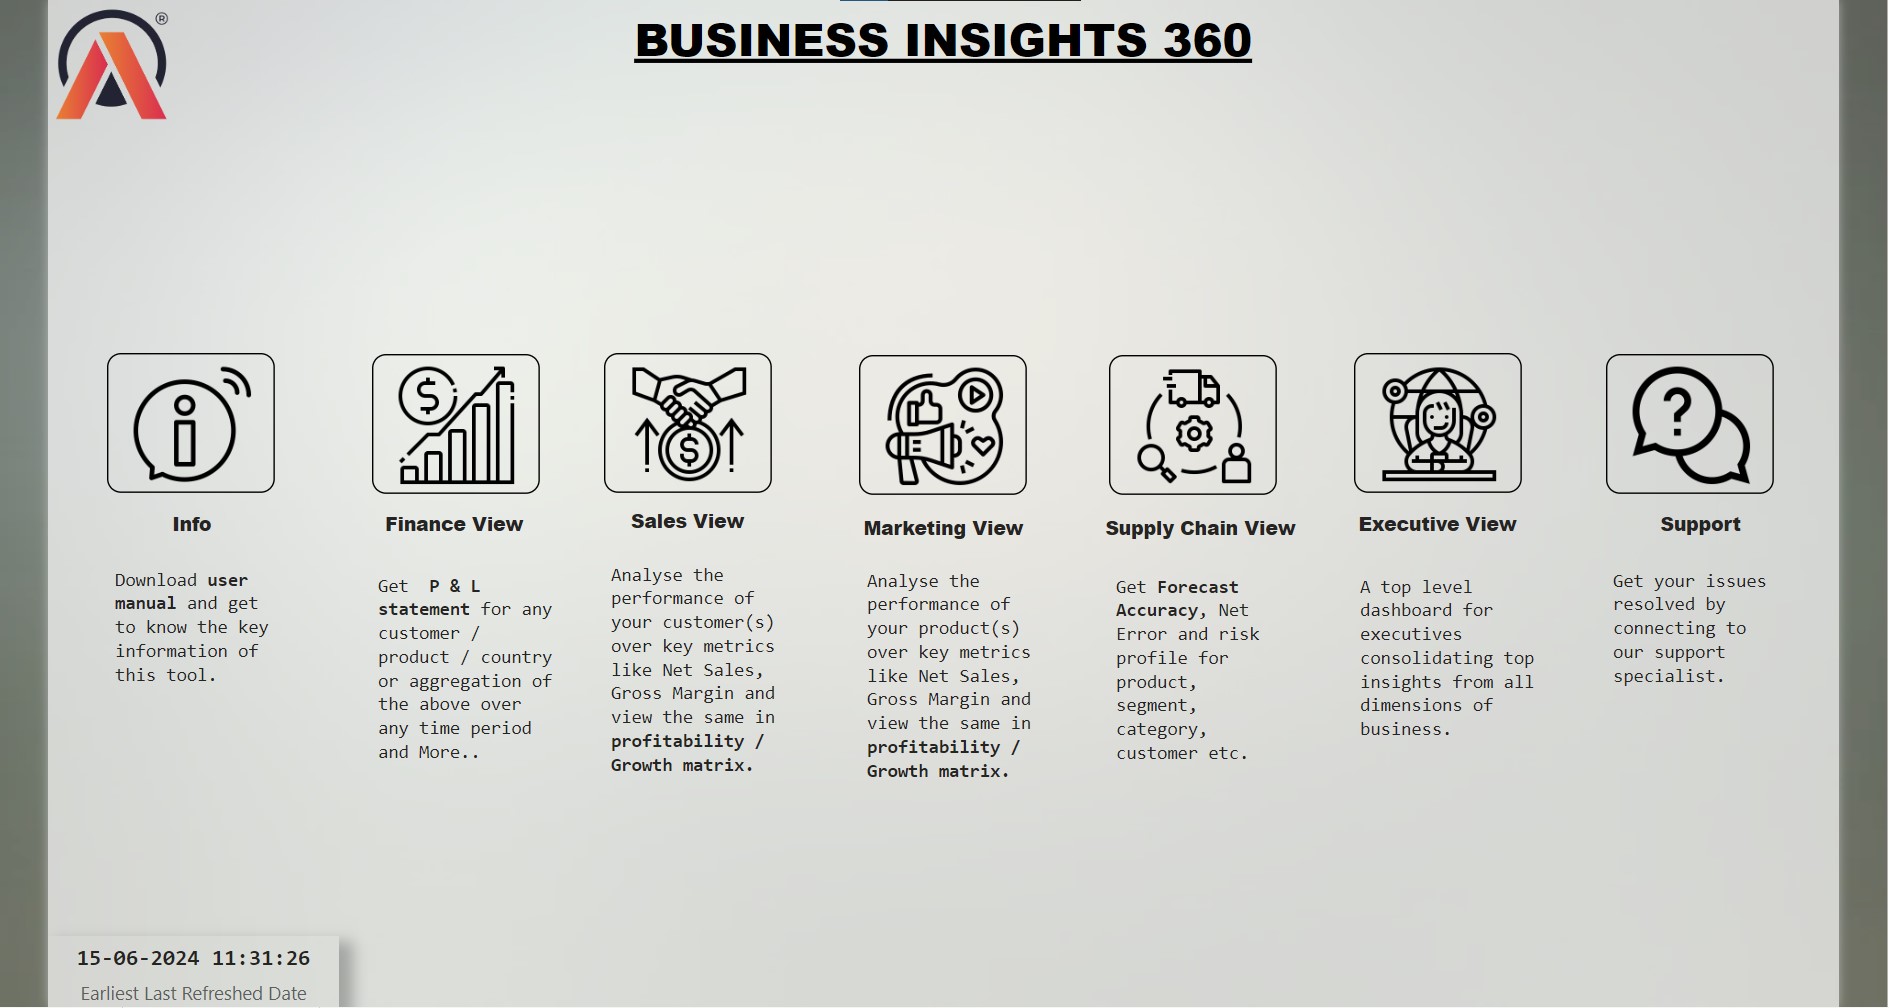 ®
BUSINESS INSIGHTS 360
Info
Download user
manual and get
to know the key
information of
this tool.
Finance View
Get P & L
statement for any
customer /
product / country
or aggregation of
the above over
any time period
and More..
Sales View
Analyse the
performance of
your customer(s)
over key metrics
like Net Sales,
Gross Margin and
view the same in
profitability /
Growth matrix.
Marketing View
Analyse the
performance of
your product(s)
over key metrics
like Net Sales,
Gross Margin and
view the same in
profitability /
Growth matrix.
Supply Chain View
Get Forecast
Accuracy, Net
Error and risk
profile for
product,
segment,
category,
customer etc.
Executive View
A top level
dashboard for
executives
consolidating top
insights from all
dimensions of
business.
Support
Get your issues
resolved by
connecting to
our support
specialist.
15-06-2024 11:31:26
Earliest Last Refreshed Date